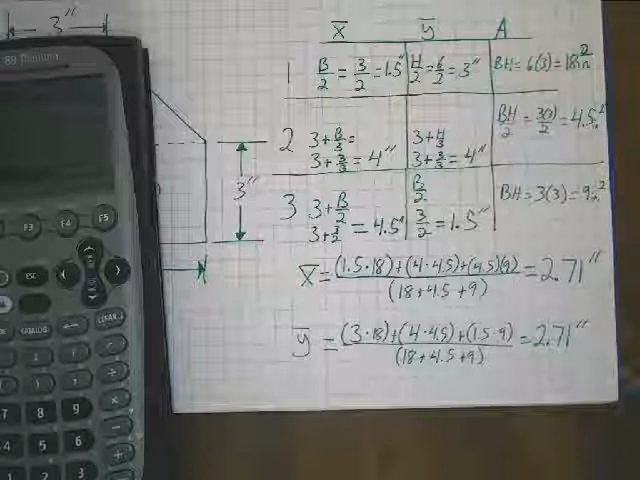 3"
89 Titanium
x̄ ȳ A
1 B/2 = 3/2 = 1.5" H/2 = 6/2 = 3" BH = 6(3) = 18in²
2 3 + B/3 = 3 + H/3 BH/2 = 3(3)/2 = 4.5in²
3 + 3/3 = 4" 3 + 3/3 = 4"
3 3 + B/2 B/2 BH = 3(3) = 9in²
3 + 3/2 = 4.5" 3/2 = 1.5"
3"
x̄ = (1.5·18)+(4·4.5)+(4.5)(9) / (18+4.5+9) = 2.71"
ȳ = (3·18)+(4·4.5)+(1.5·9) / (18+4.5+9) = 2.71"
F3 F4 F5
ESC
CATALOG CLEAR
7 8 9 ×
4 5 6 −
1 2 3 +